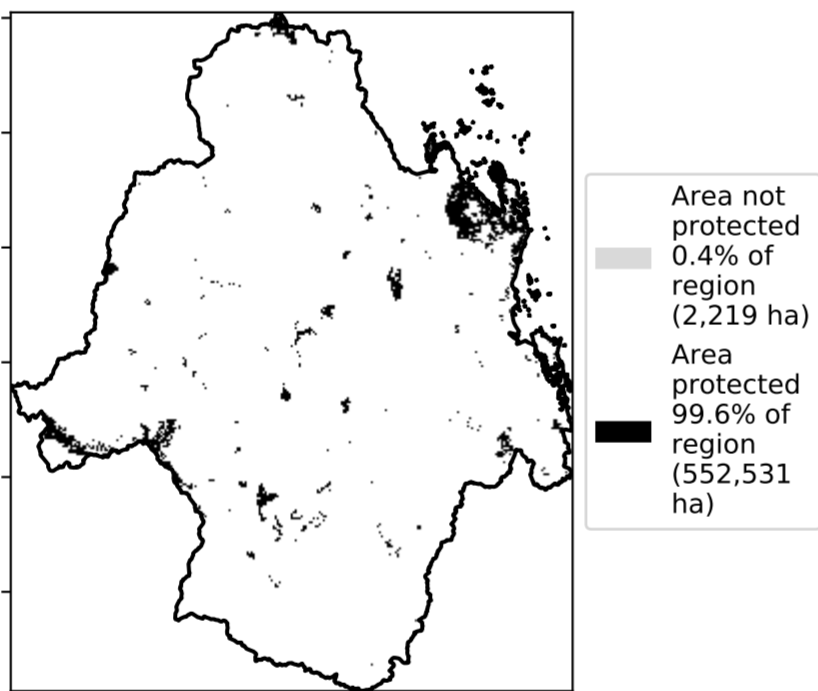 Area not
protected
0.4% of
region
(2,219 ha)
Area
protected
99.6% of
region
(552,531
ha)